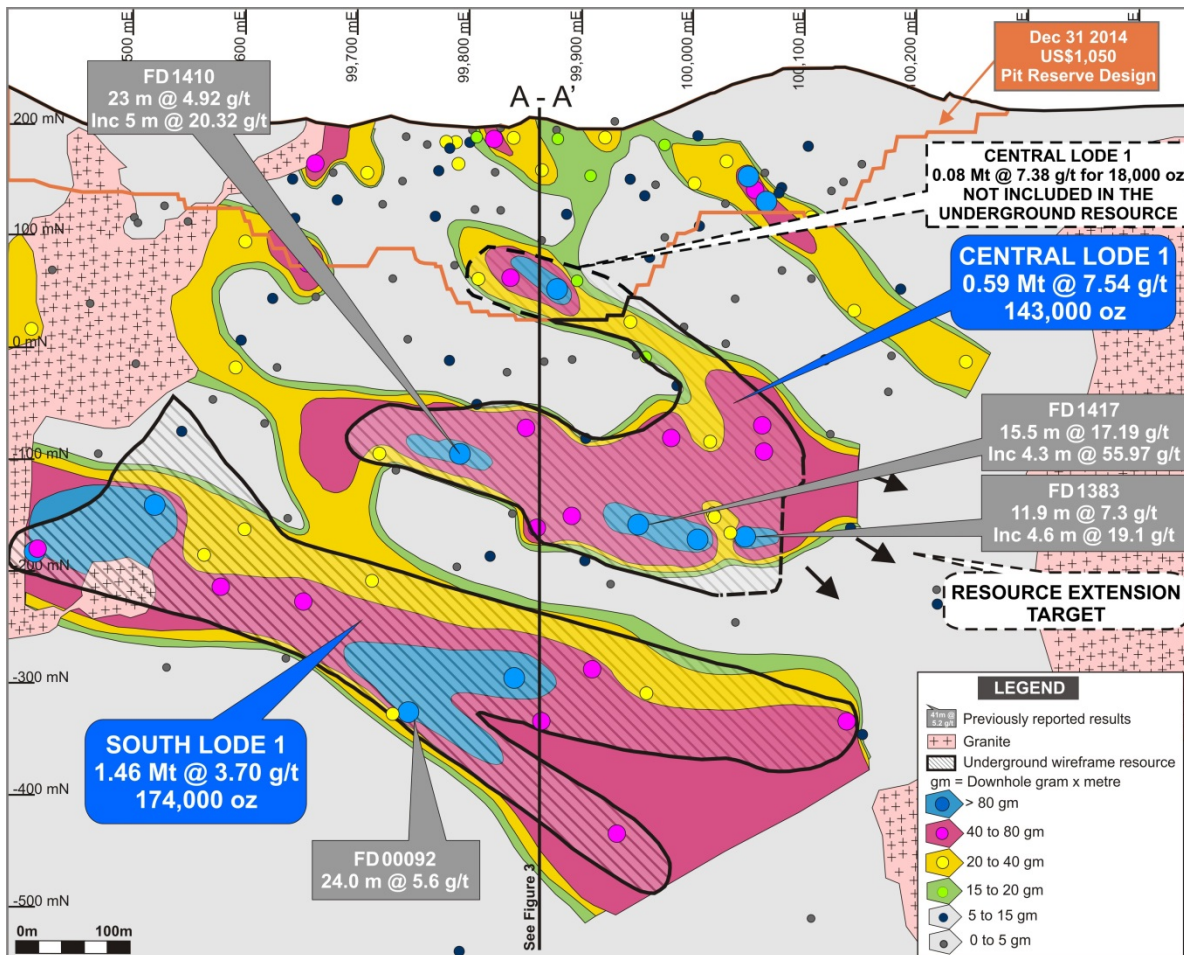 500 mE
99,600 mE
99,700 mE
99,800 mE
99,900 mE
100,000 mE
100,100 mE
100,200 mE
Dec 31 2014
US$1,050
Pit Reserve Design
FD1410
23 m @ 4.92 g/t
Inc 5 m @ 20.32 g/t
A - A'
200 mN
100 mN
0 mN
-100 mN
-200 mN
-300 mN
-400 mN
-500 mN
CENTRAL LODE 1
0.08 Mt @ 7.38 g/t for 18,000 oz
NOT INCLUDED IN THE
UNDERGROUND RESOURCE
CENTRAL LODE 1
0.59 Mt @ 7.54 g/t
143,000 oz
FD1417
15.5 m @ 17.19 g/t
Inc 4.3 m @ 55.97 g/t
FD1383
11.9 m @ 7.3 g/t
Inc 4.6 m @ 19.1 g/t
RESOURCE EXTENSION
TARGET
SOUTH LODE 1
1.46 Mt @ 3.70 g/t
174,000 oz
FD00092
24.0 m @ 5.6 g/t
See Figure 3
0m 100m
LEGEND
41m @
5.2 g/t
Previously reported results
Granite
Underground wireframe resource
gm = Downhole gram x metre
> 80 gm
40 to 80 gm
20 to 40 gm
15 to 20 gm
5 to 15 gm
0 to 5 gm